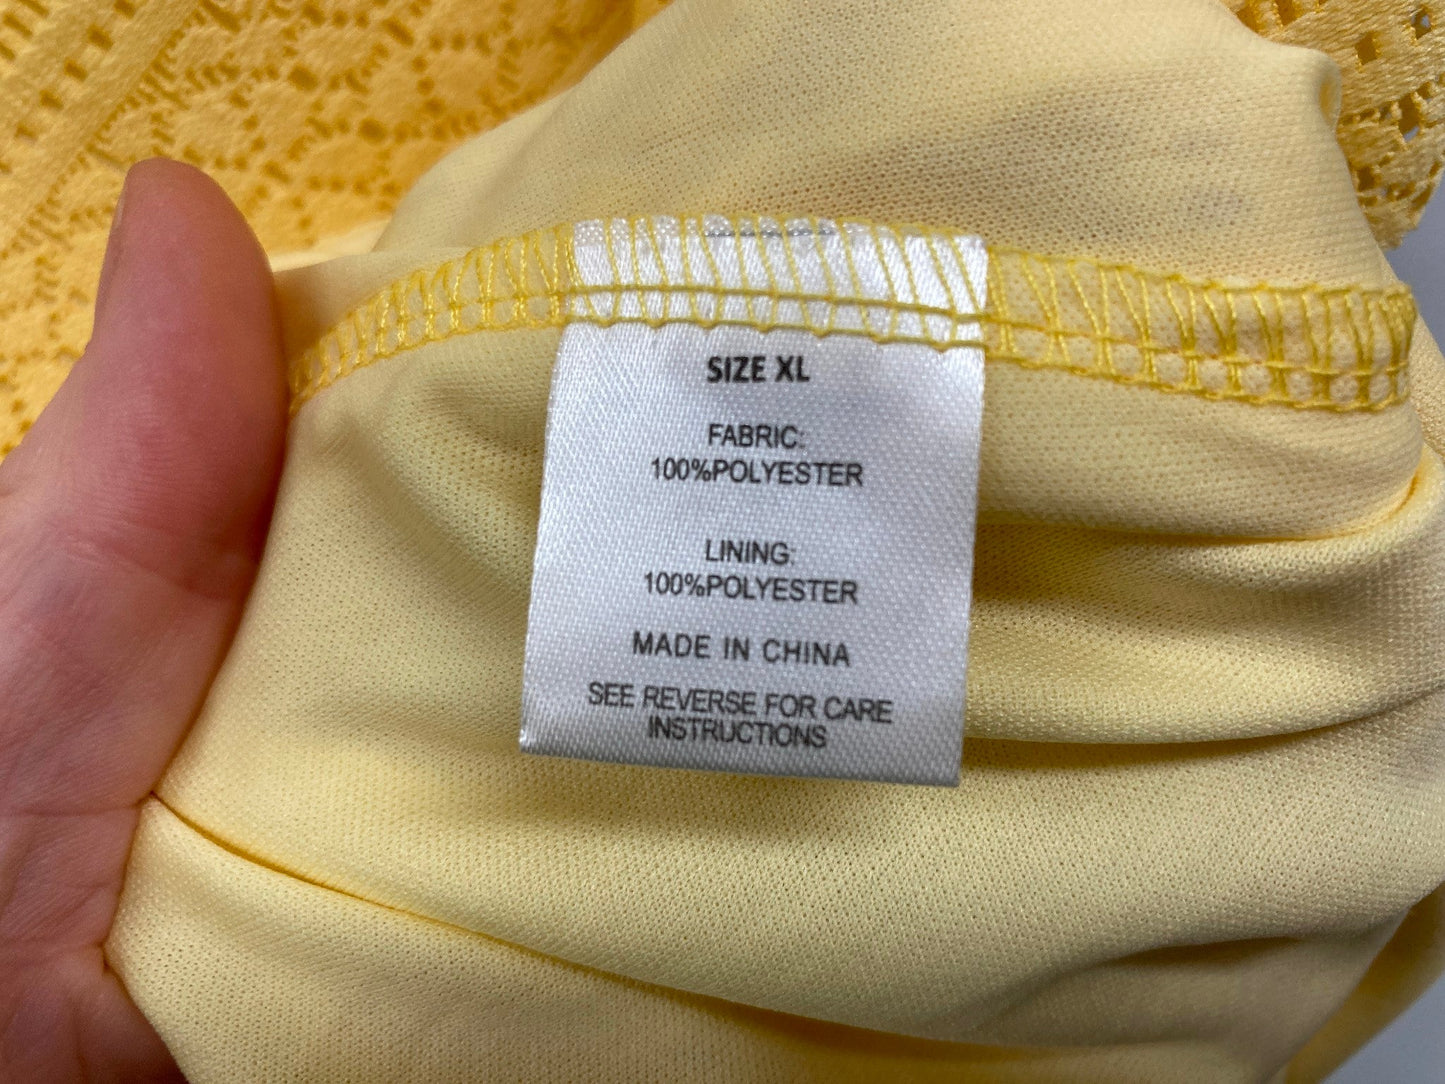 SIZE XL
FABRIC:
100%POLYESTER
LINING:
100%POLYESTER
MADE IN CHINA
SEE REVERSE FOR CARE
INSTRUCTIONS